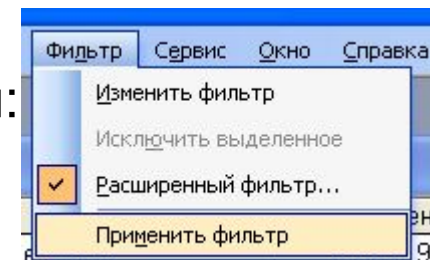 Фильтр Сервис Окно Справка
Изменить фильтр
Исключить выделенное
Расширенный фильтр...
Применить фильтр